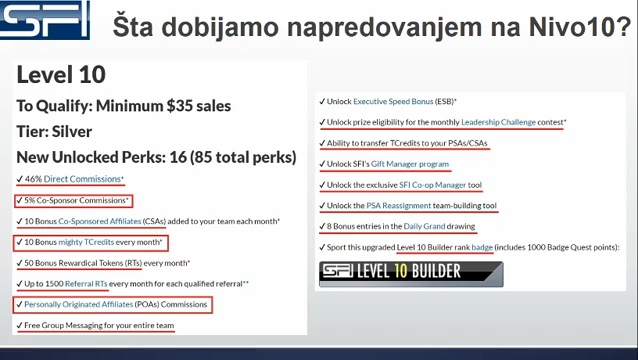 SFI
Šta dobijamo napredovanjem na Nivo10?
Level 10
To Qualify: Minimum $35 sales
Tier: Silver
New Unlocked Perks: 16 (85 total perks)
✓ 46% Direct Commissions*
✓ 5% Co-Sponsor Commissions*
✓ 10 Bonus Co-Sponsored Affiliates (CSAs) added to your team each month*
✓ 10 Bonus mighty TCredits every month*
✓ 50 Bonus Rewardical Tokens (RTs) every month*
✓ Up to 1500 Referral RTs every month for each qualified referral**
✓ Personally Originated Affiliates (POAs) Commissions
✓ Free Group Messaging for your entire team
✓ Unlock Executive Speed Bonus (ESB)*
✓ Unlock prize eligibility for the monthly Leadership Challenge contest*
✓ Ability to transfer TCredits to your PSAs/CSAs
✓ Unlock SFI's Gift Manager program
✓ Unlock the exclusive SFI Co-op Manager tool
✓ Unlock the PSA Reassignment team-building tool
✓ 8 Bonus entries in the Daily Grand drawing
✓ Sport this upgraded Level 10 Builder rank badge (includes 1000 Badge Quest points):
SFI LEVEL 10 BUILDER